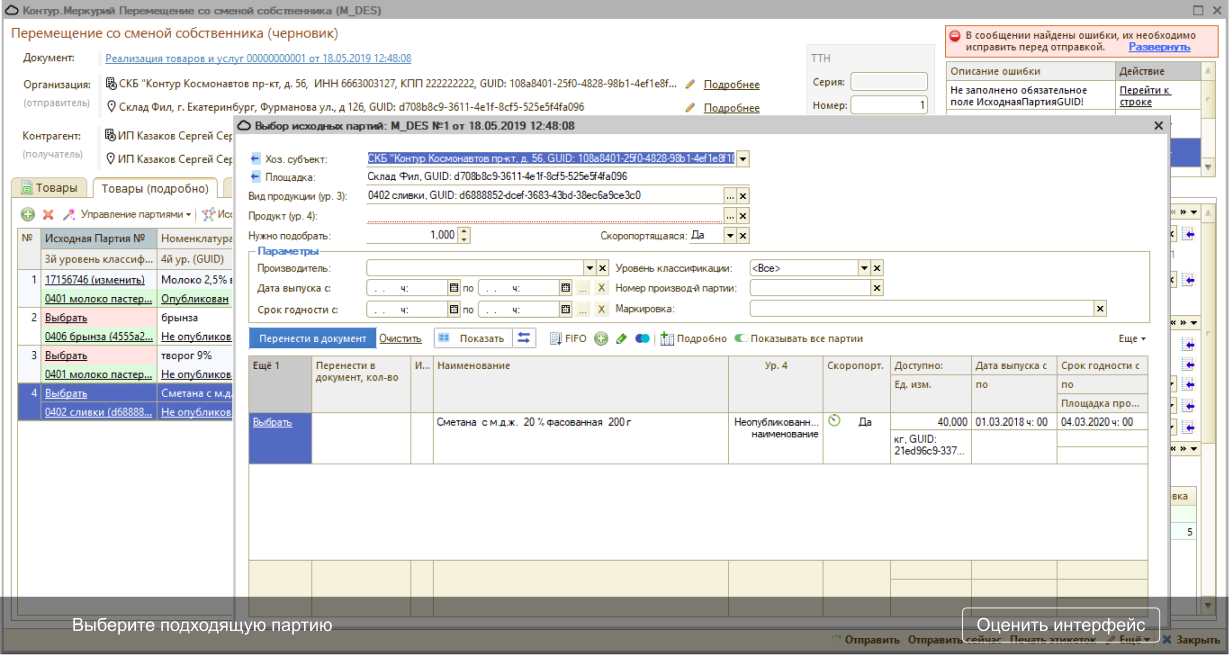 Контур.Меркурий Перемещение со сменой собственника (M_DES)
Перемещение со сменой собственника (черновик)
Документ: Реализация товаров и услуг 00000000001 от 18.05.2019 12:48:08
Организация: СКБ "Контур Космонавтов пр-кт, д. 56, ИНН 6663003127, КПП 222222222, GUID: 108a8401-25f0-4828-98b1-4ef1e8f... Подробнее
(отправитель) Склад Фил, г. Екатеринбург, Фурманова ул., д 126, GUID: d708b8c9-3611-4e1f-8cf5-525e5f4fa096 Подробнее
Контрагент: ИП Казаков Сергей Сер
(получатель) ИП Казаков Сергей Сер
ТТН
Серия:
Номер: 1
В сообщении найдены ошибки, их необходимо
исправить перед отправкой. Развернуть
Описание ошибки Действие
Не заполнено обязательное Перейти к
поле ИсходнаяПартияGUID! строке
Товары Товары (подробно)
Управление партиями Исс
№ Исходная Партия № Номенклатура
3й уровень классиф... 4й ур. (GUID)
1 17156746 (изменить) Молоко 2,5% в
0401 молоко пастер... Опубликован
2 Выбрать брынза
0406 брынза (4555a2... Не опубликов
3 Выбрать творог 9%
0401 молоко пастер... Не опубликов
4 Выбрать Сметана с м.д.
0402 сливки (d68888... Не опубликов
Выбор исходных партий: M_DES №1 от 18.05.2019 12:48:08
Хоз. субъект: СКБ "Контур Космонавтов пр-кт, д. 56, GUID: 108a8401-25f0-4828-98b1-4ef1e8f1(
Площадка: Склад Фил, GUID: d708b8c9-3611-4e1f-8cf5-525e5f4fa096
Вид продукции (ур. 3): 0402 сливки, GUID: d6888852-dcef-3683-43bd-38ec6a9ce3c0 ... x
Продукт (ур. 4): ... x
Нужно подобрать: 1,000 Скоропортящаяся: Да x
Параметры
Производитель: x Уровень классификации: <Все> x
Дата выпуска с: . . ч: по . . ч: ... X Номер производ-й партии: x
Срок годности с: . . ч: по . . ч: ... X Маркировка: x
Перенести в документ Очистить Показать FIFO Подробно Показывать все партии Еще
Ещё 1 Перенести в документ, кол-во И... Наименование Ур. 4 Скоропорт. Доступно: Дата выпуска с Срок годности с
Ед. изм. по по
Площадка про...
Выбрать Сметана с м.д.ж. 20 % фасованная 200 г Неопубликованн... наименование Да 40,000 01.03.2018 ч: 00 04.03.2020 ч: 00
кг, GUID:
21ed96c9-337...
вка
5
Выберите подходящую партию
Оценить интерфейс
Отправить Отправить сейчас Печать этикеток Ещё Закрыть